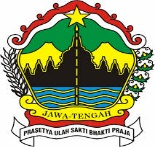 JAWA-TENGAH
PRASETYA ULAH SAKTI BHAKTI PRAJA